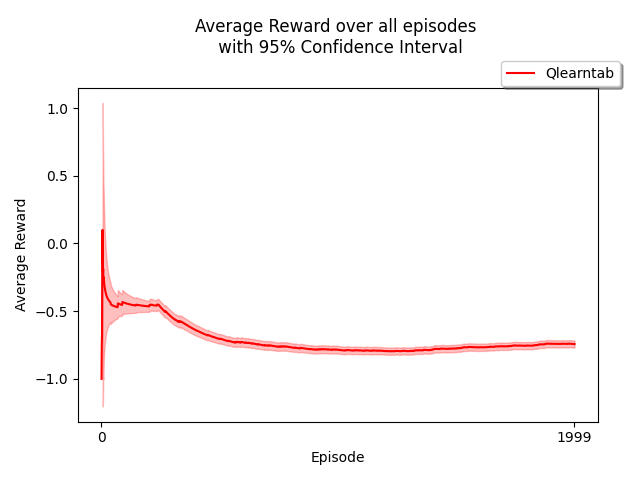 Average Reward over all episodes
with 95% Confidence Interval
Qlearntab
1.0
0.5
0.0
−0.5
−1.0
Average Reward
0
1999
Episode